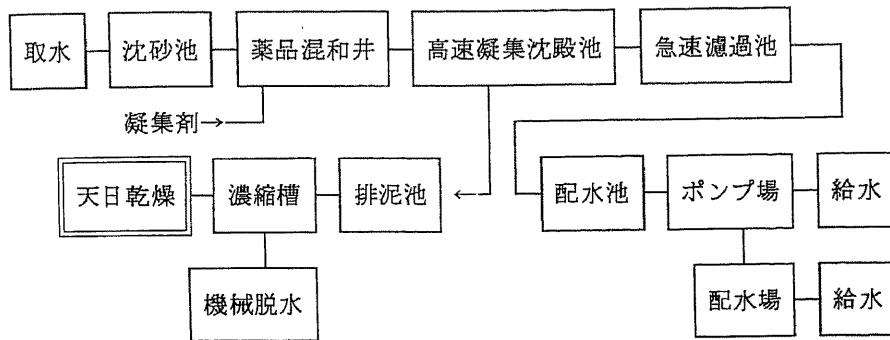 取水
沈砂池
薬品混和井
高速凝集沈殿池
急速濾過池
凝集剤→
天日乾燥
濃縮槽
排泥池
←
配水池
ポンプ場
給水
機械脱水
配水場
給水